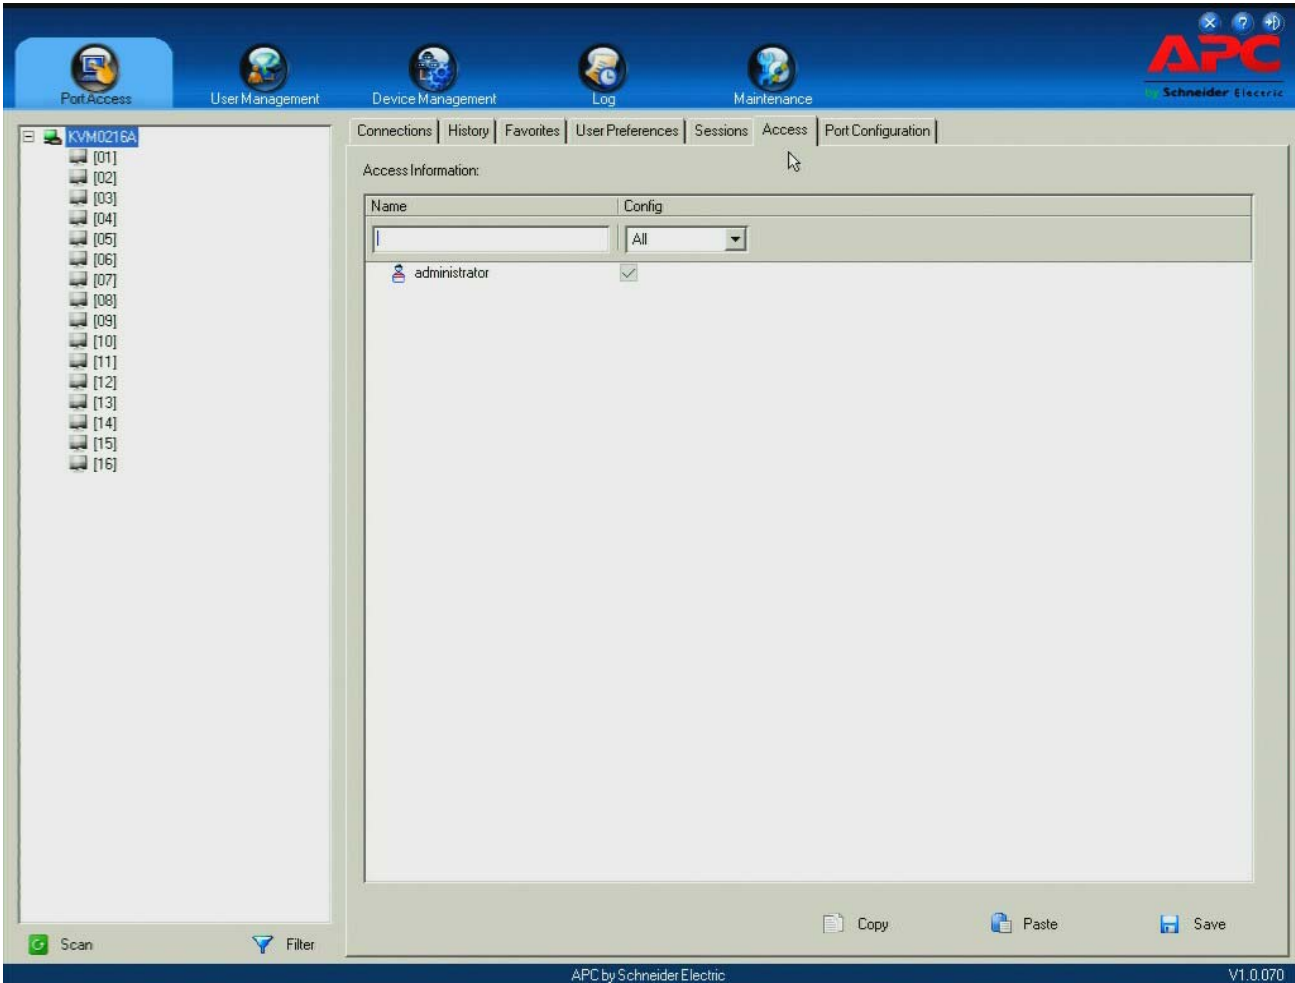 APC
by Schneider Electric
Port Access
User Management
Device Management
Log
Maintenance
KVM0216A
[01]
[02]
[03]
[04]
[05]
[06]
[07]
[08]
[09]
[10]
[11]
[12]
[13]
[14]
[15]
[16]
Scan
Filter
Connections History Favorites User Preferences Sessions Access Port Configuration
Access Information:
Name Config
All
administrator
Copy Paste Save
APC by Schneider Electric
V1.0.070